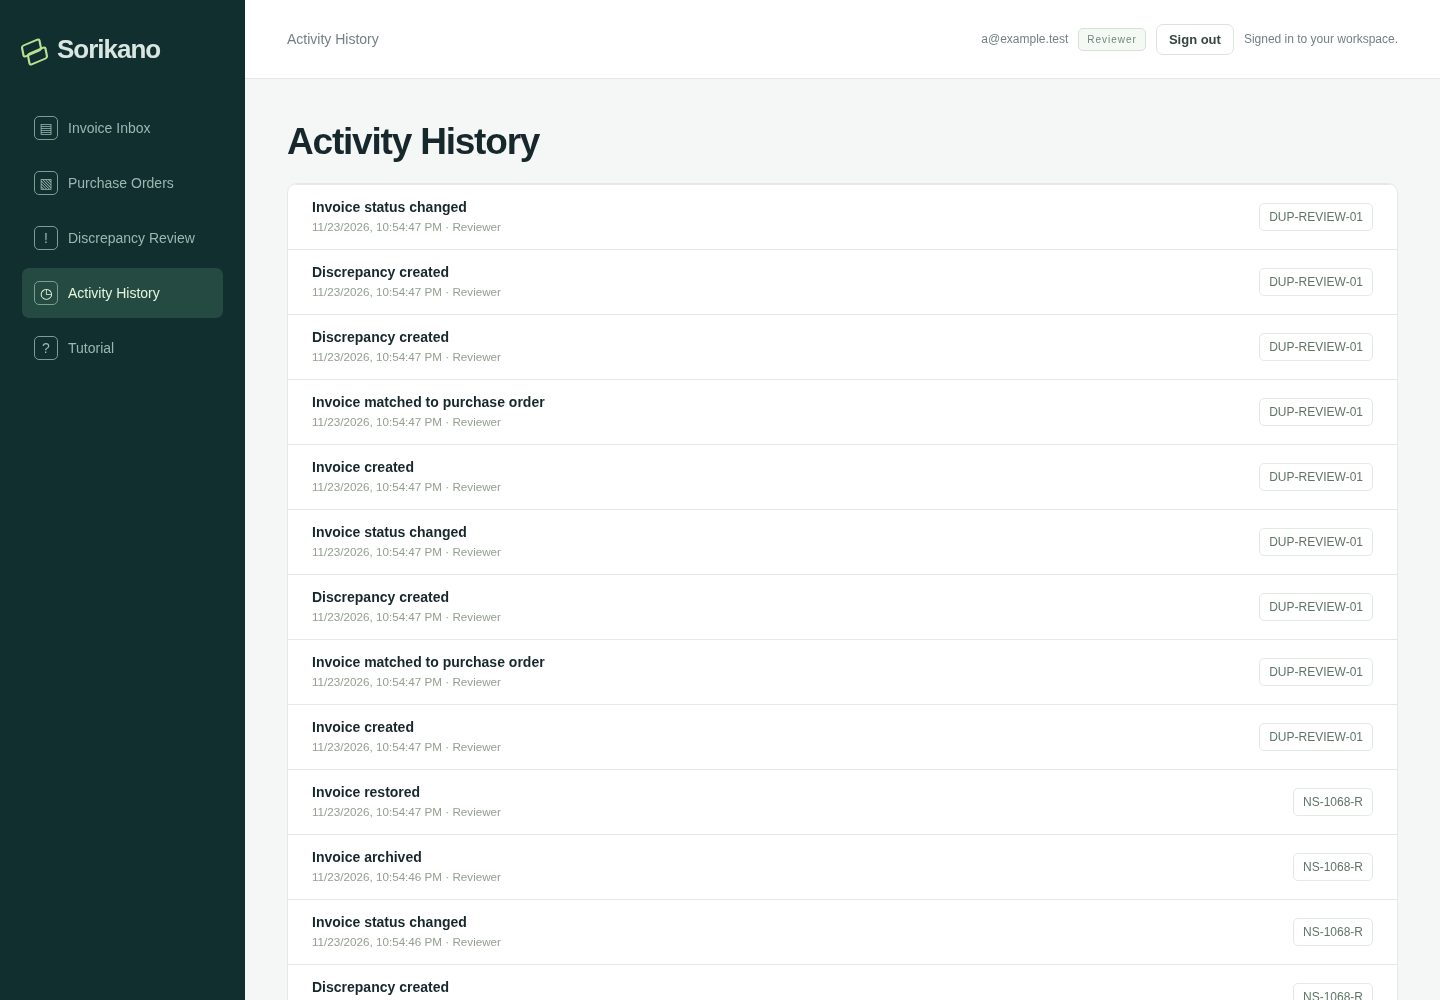 Sorikano
Invoice Inbox
Purchase Orders
! Discrepancy Review
Activity History
? Tutorial
Activity History
a@example.test Reviewer Sign out Signed in to your workspace.
Activity History
Invoice status changed
11/23/2026, 10:54:47 PM · Reviewer
DUP-REVIEW-01
Discrepancy created
11/23/2026, 10:54:47 PM · Reviewer
DUP-REVIEW-01
Discrepancy created
11/23/2026, 10:54:47 PM · Reviewer
DUP-REVIEW-01
Invoice matched to purchase order
11/23/2026, 10:54:47 PM · Reviewer
DUP-REVIEW-01
Invoice created
11/23/2026, 10:54:47 PM · Reviewer
DUP-REVIEW-01
Invoice status changed
11/23/2026, 10:54:47 PM · Reviewer
DUP-REVIEW-01
Discrepancy created
11/23/2026, 10:54:47 PM · Reviewer
DUP-REVIEW-01
Invoice matched to purchase order
11/23/2026, 10:54:47 PM · Reviewer
DUP-REVIEW-01
Invoice created
11/23/2026, 10:54:47 PM · Reviewer
DUP-REVIEW-01
Invoice restored
11/23/2026, 10:54:47 PM · Reviewer
NS-1068-R
Invoice archived
11/23/2026, 10:54:46 PM · Reviewer
NS-1068-R
Invoice status changed
11/23/2026, 10:54:46 PM · Reviewer
NS-1068-R
Discrepancy created
NS-1068-R